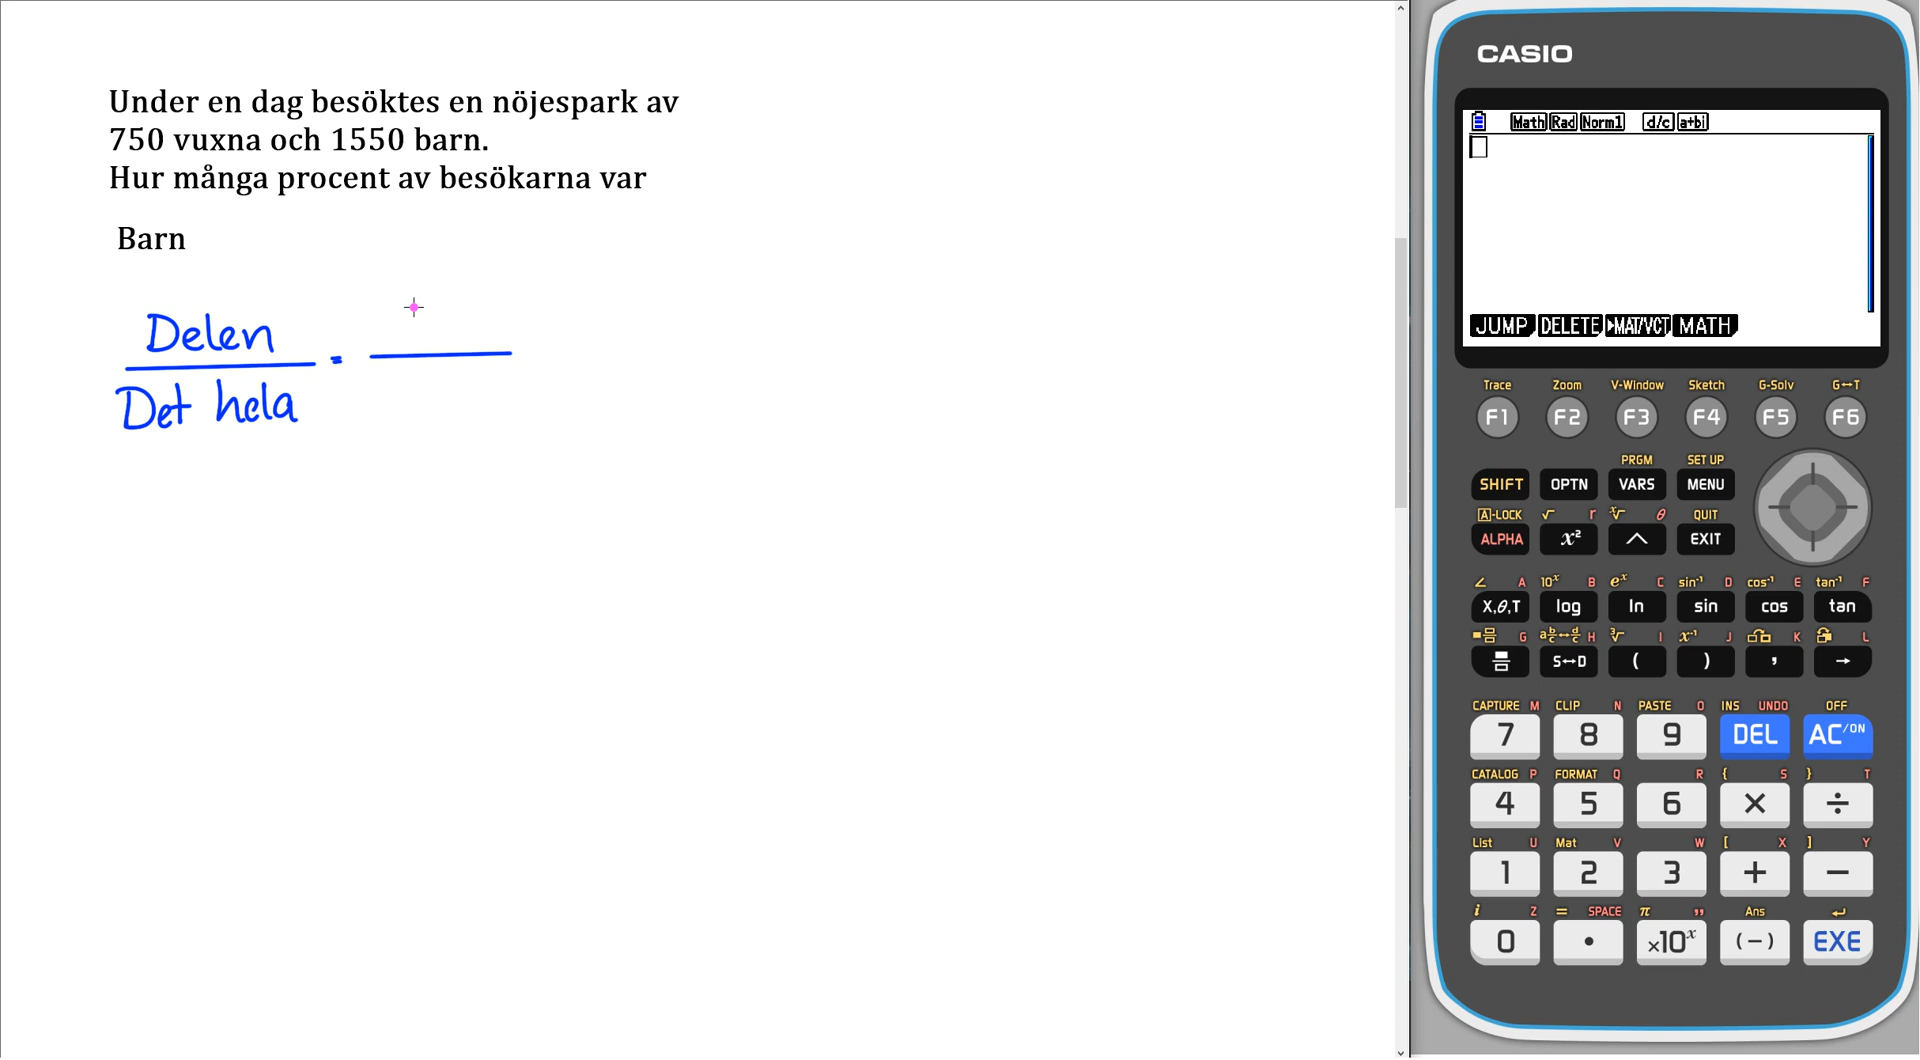 Under en dag besöktes en nöjespark av
750 vuxna och 1550 barn.
Hur många procent av besökarna var
Barn
Delen
=
Det hela
CASIO
Math Rad Norm1 d/c a+bi
JUMP DELETE ▶MAT/VCT MATH
Trace Zoom V-Window Sketch G-Solv G↔T
F1 F2 F3 F4 F5 F6
PRGM SET UP
SHIFT OPTN VARS MENU
A-LOCK √ r ˣ√ θ QUIT
ALPHA x² ^ EXIT
∠ A 10ˣ B eˣ C sin⁻¹ D cos⁻¹ E tan⁻¹ F
X,θ,T log ln sin cos tan
G a b/c↔d/c H ³√ I x⁻¹ J K L
S↔D ( ) , →
CAPTURE M CLIP N PASTE O INS UNDO OFF
7 8 9 DEL AC/ON
CATALOG P FORMAT Q R { S } T
4 5 6 × ÷
List U Mat V W [ X ] Y
1 2 3 + −
i Z = SPACE π " Ans ↵
0 • ×10ˣ (−) EXE